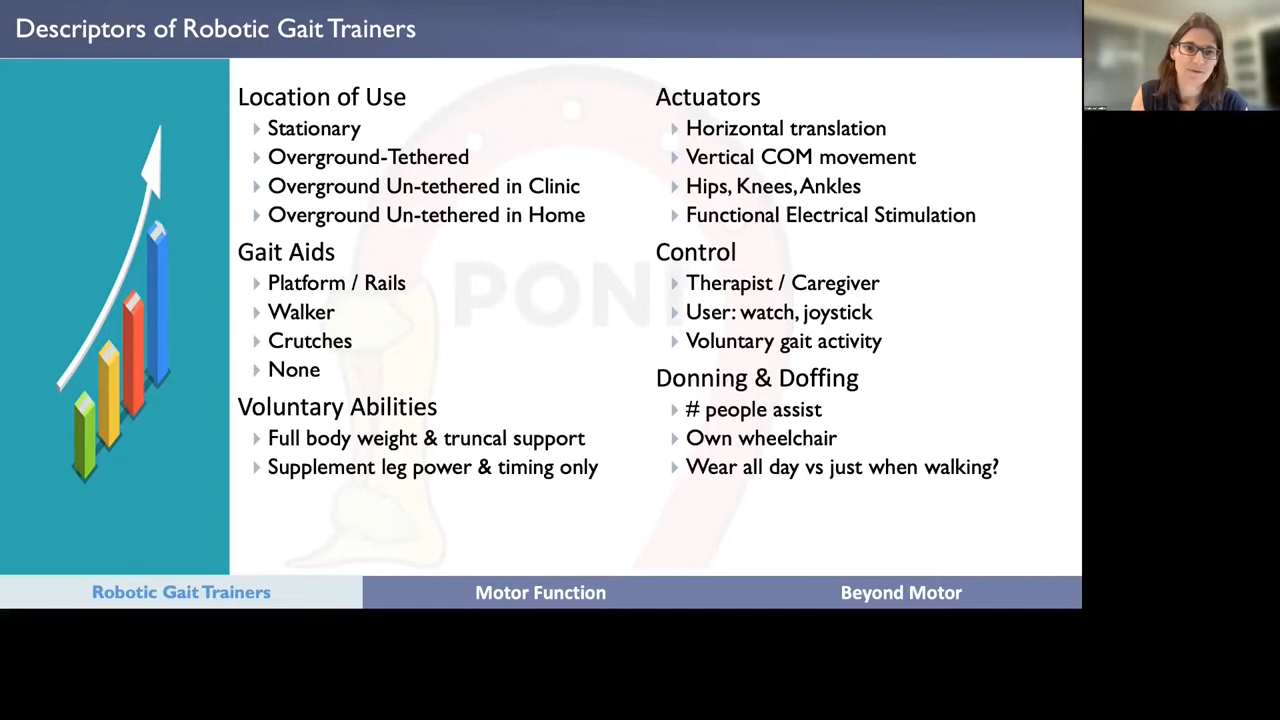 Descriptors of Robotic Gait Trainers
Location of Use
Stationary
Overground-Tethered
Overground Un-tethered in Clinic
Overground Un-tethered in Home
Gait Aids
Platform / Rails
Walker
Crutches
None
Voluntary Abilities
Full body weight & truncal support
Supplement leg power & timing only
Actuators
Horizontal translation
Vertical COM movement
Hips, Knees, Ankles
Functional Electrical Stimulation
Control
Therapist / Caregiver
User: watch, joystick
Voluntary gait activity
Donning & Doffing
# people assist
Own wheelchair
Wear all day vs just when walking?
PONI
Robotic Gait Trainers
Motor Function
Beyond Motor